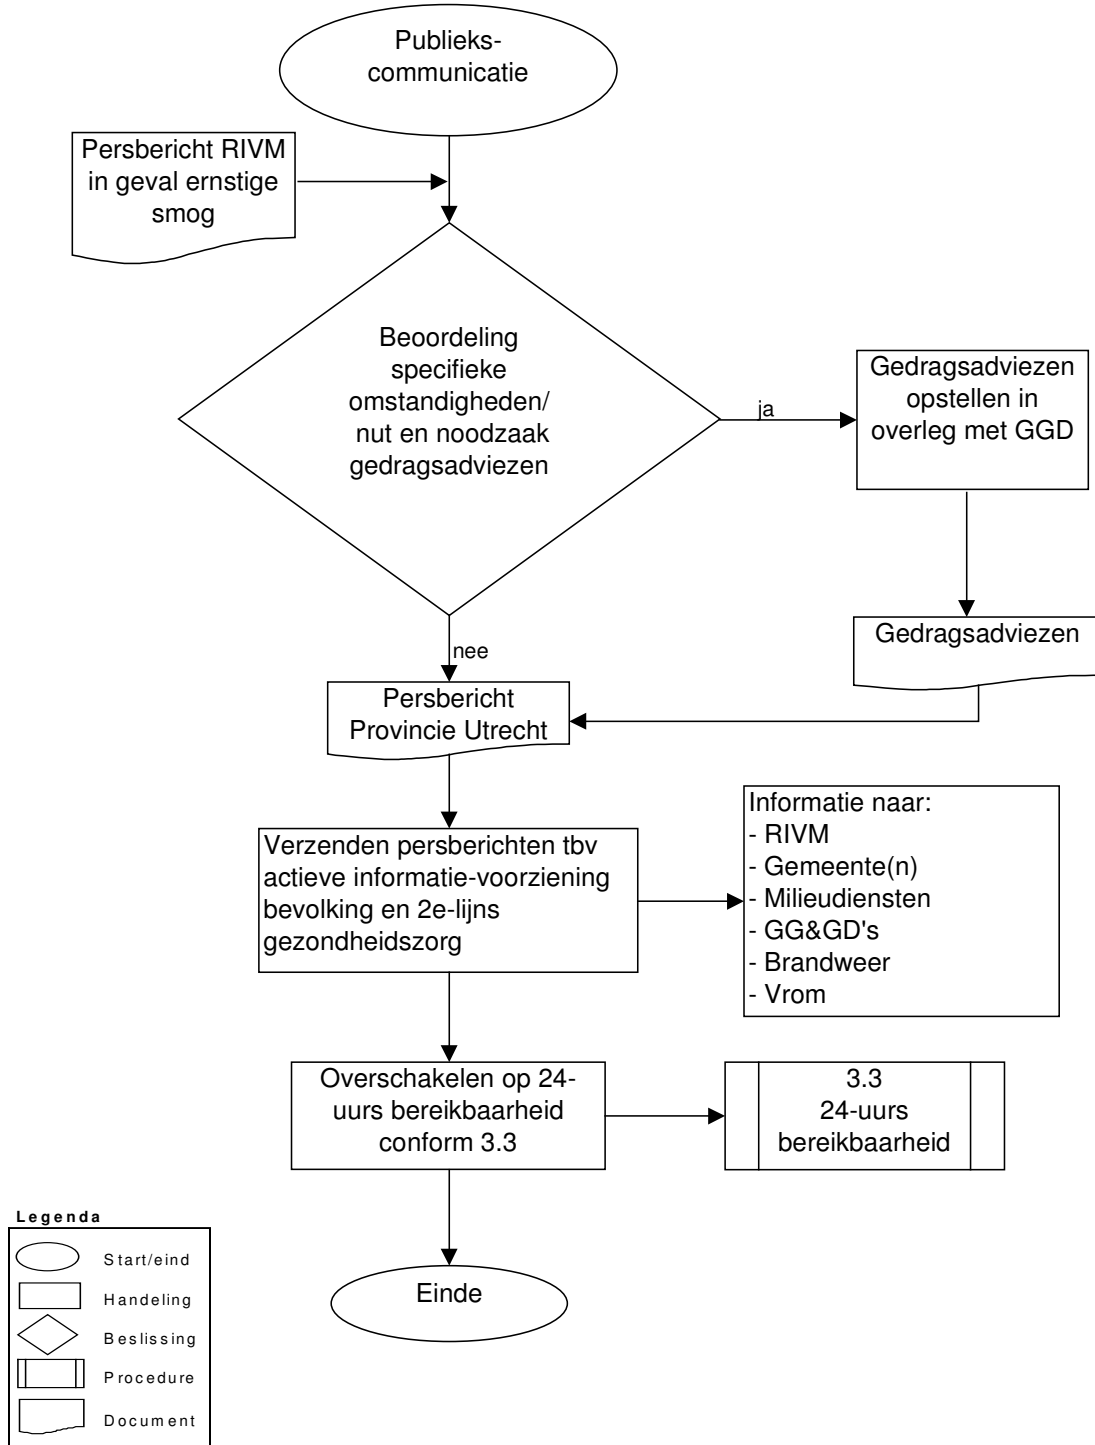 Publieks-
communicatie
Persbericht RIVM
in geval ernstige
smog
Beoordeling
specifieke
omstandigheden/
nut en noodzaak
gedragsadviezen
ja
Gedragsadviezen
opstellen in
overleg met GGD
Gedragsadviezen
nee
Persbericht
Provincie Utrecht
Verzenden persberichten tbv
actieve informatie-voorziening
bevolking en 2e-lijns
gezondheidszorg
Informatie naar:
- RIVM
- Gemeente(n)
- Milieudiensten
- GG&GD's
- Brandweer
- Vrom
Overschakelen op 24-
uurs bereikbaarheid
conform 3.3
3.3
24-uurs
bereikbaarheid
Einde
Legenda
Start/eind
Handeling
Beslissing
Procedure
Document